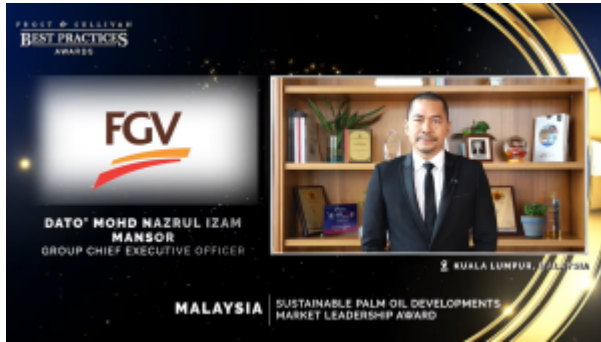 FROST & SULLIVAN
BEST PRACTICES
AWARDS
FGV
DATO' MOHD NAZRUL IZAM
MANSOR
GROUP CHIEF EXECUTIVE OFFICER
KUALA LUMPUR, MALAYSIA
MALAYSIA
SUSTAINABLE PALM OIL DEVELOPMENTS
MARKET LEADERSHIP AWARD